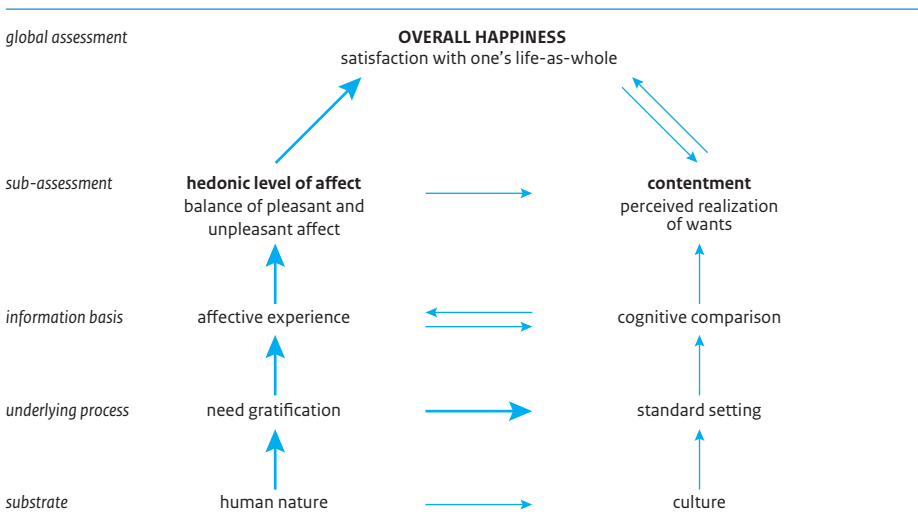 global assessment
OVERALL HAPPINESS
satisfaction with one’s life-as-whole
sub-assessment
hedonic level of affect
balance of pleasant and
unpleasant affect
contentment
perceived realization
of wants
information basis
affective experience
cognitive comparison
underlying process
need gratification
standard setting
substrate
human nature
culture